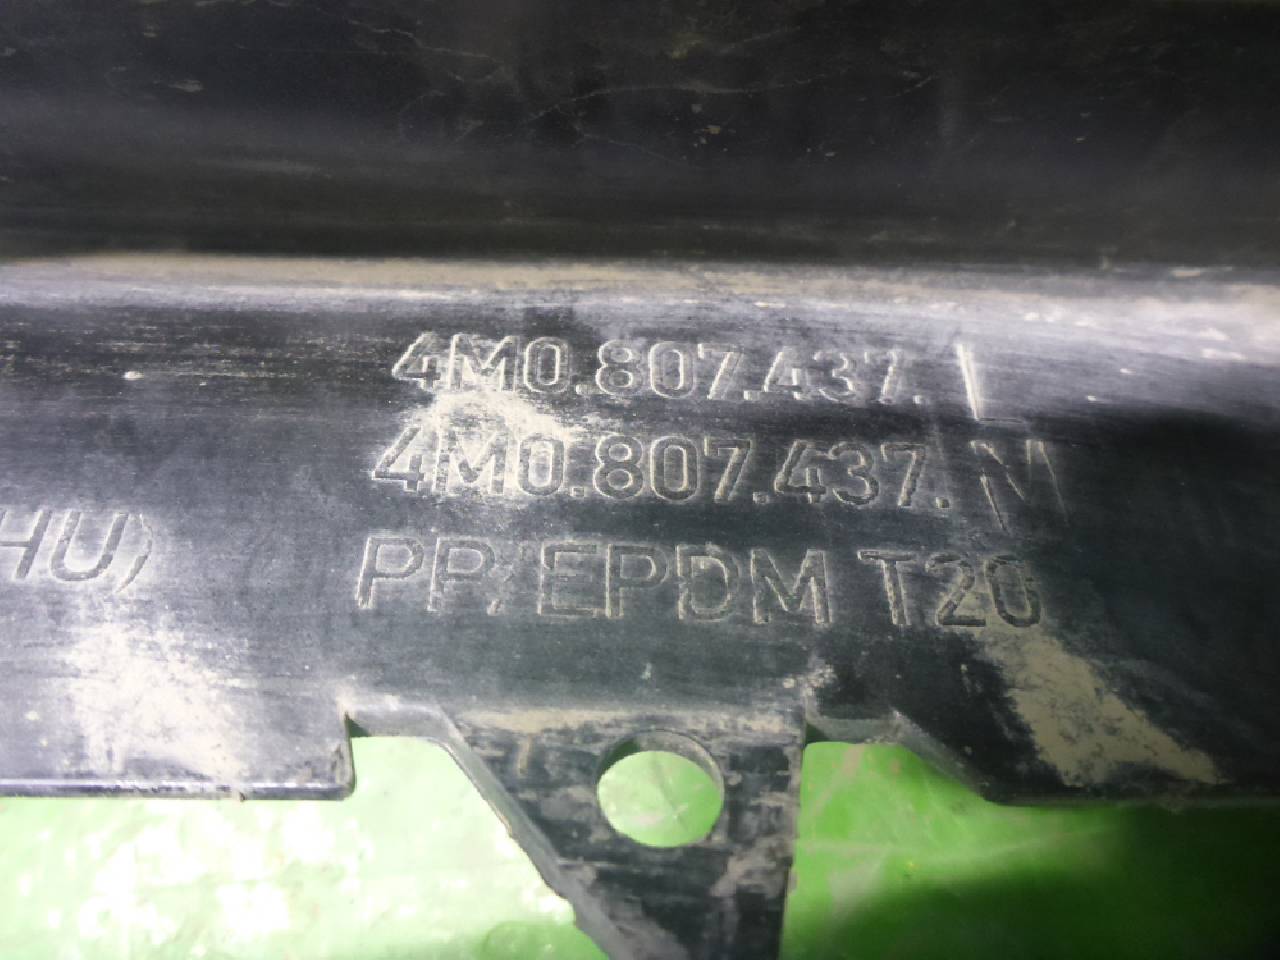 4M0.807.437. L
4M0.807.437. M
HU) PP/EPDM T20